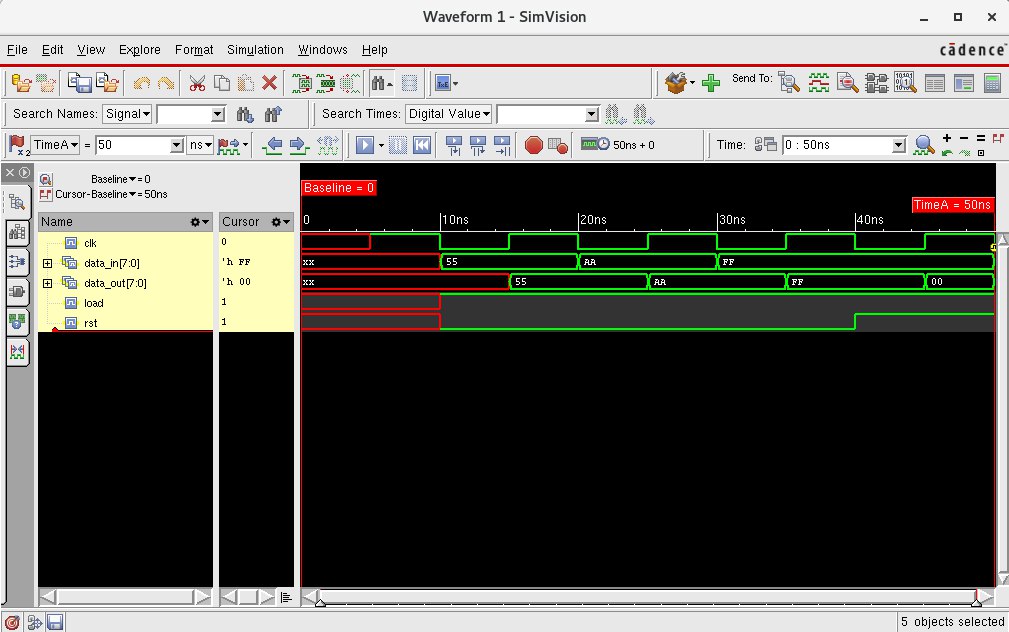 Waveform 1 - SimVision
File Edit View Explore Format Simulation Windows Help cādence
Send To:
Search Names: Signal Search Times: Digital Value
x2 TimeA = 50 ns 50ns + 0 Time: 0 : 50ns
Baseline = 0
Cursor-Baseline = 50ns
Baseline = 0
TimeA = 50ns
Name Cursor 0 10ns 20ns 30ns 40ns
clk 0
data_in[7:0] 'h FF xx 55 AA FF
data_out[7:0] 'h 00 xx 55 AA FF 00
load 1
rst 1
5 objects selected